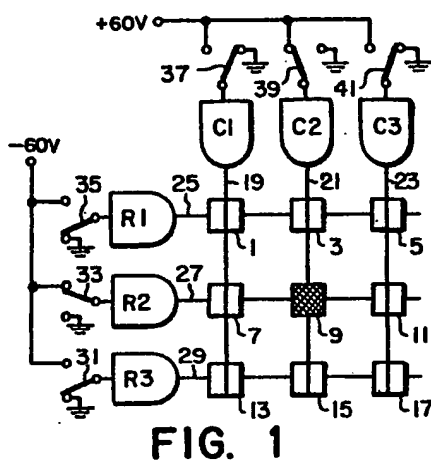 +60V
37 39 41
C1 C2 C3
-60V
19 21 23
35 25
R1
1 3 5
33 27
R2
7 9 11
31 29
R3
13 15 17
FIG. 1